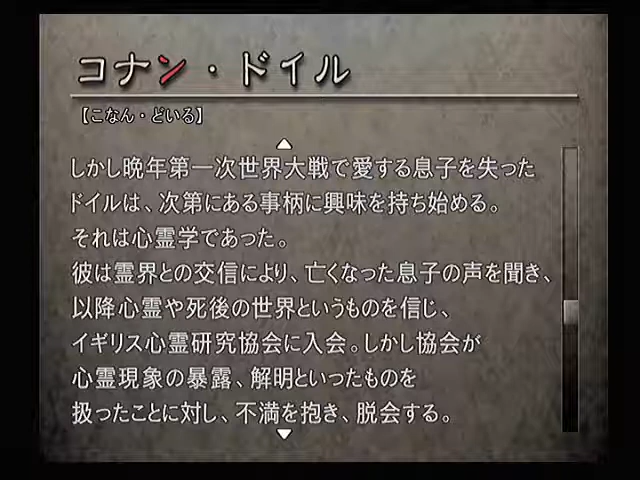 コナン・ドイル
【こなん・どいる】
しかし晩年第一次世界大戦で愛する息子を失った
ドイルは、次第にある事柄に興味を持ち始める。
それは心霊学であった。
彼は霊界との交信により、亡くなった息子の声を聞き、
以降心霊や死後の世界というものを信じ、
イギリス心霊研究協会に入会。しかし協会が
心霊現象の暴露、解明といったものを
扱ったことに対し、不満を抱き、脱会する。